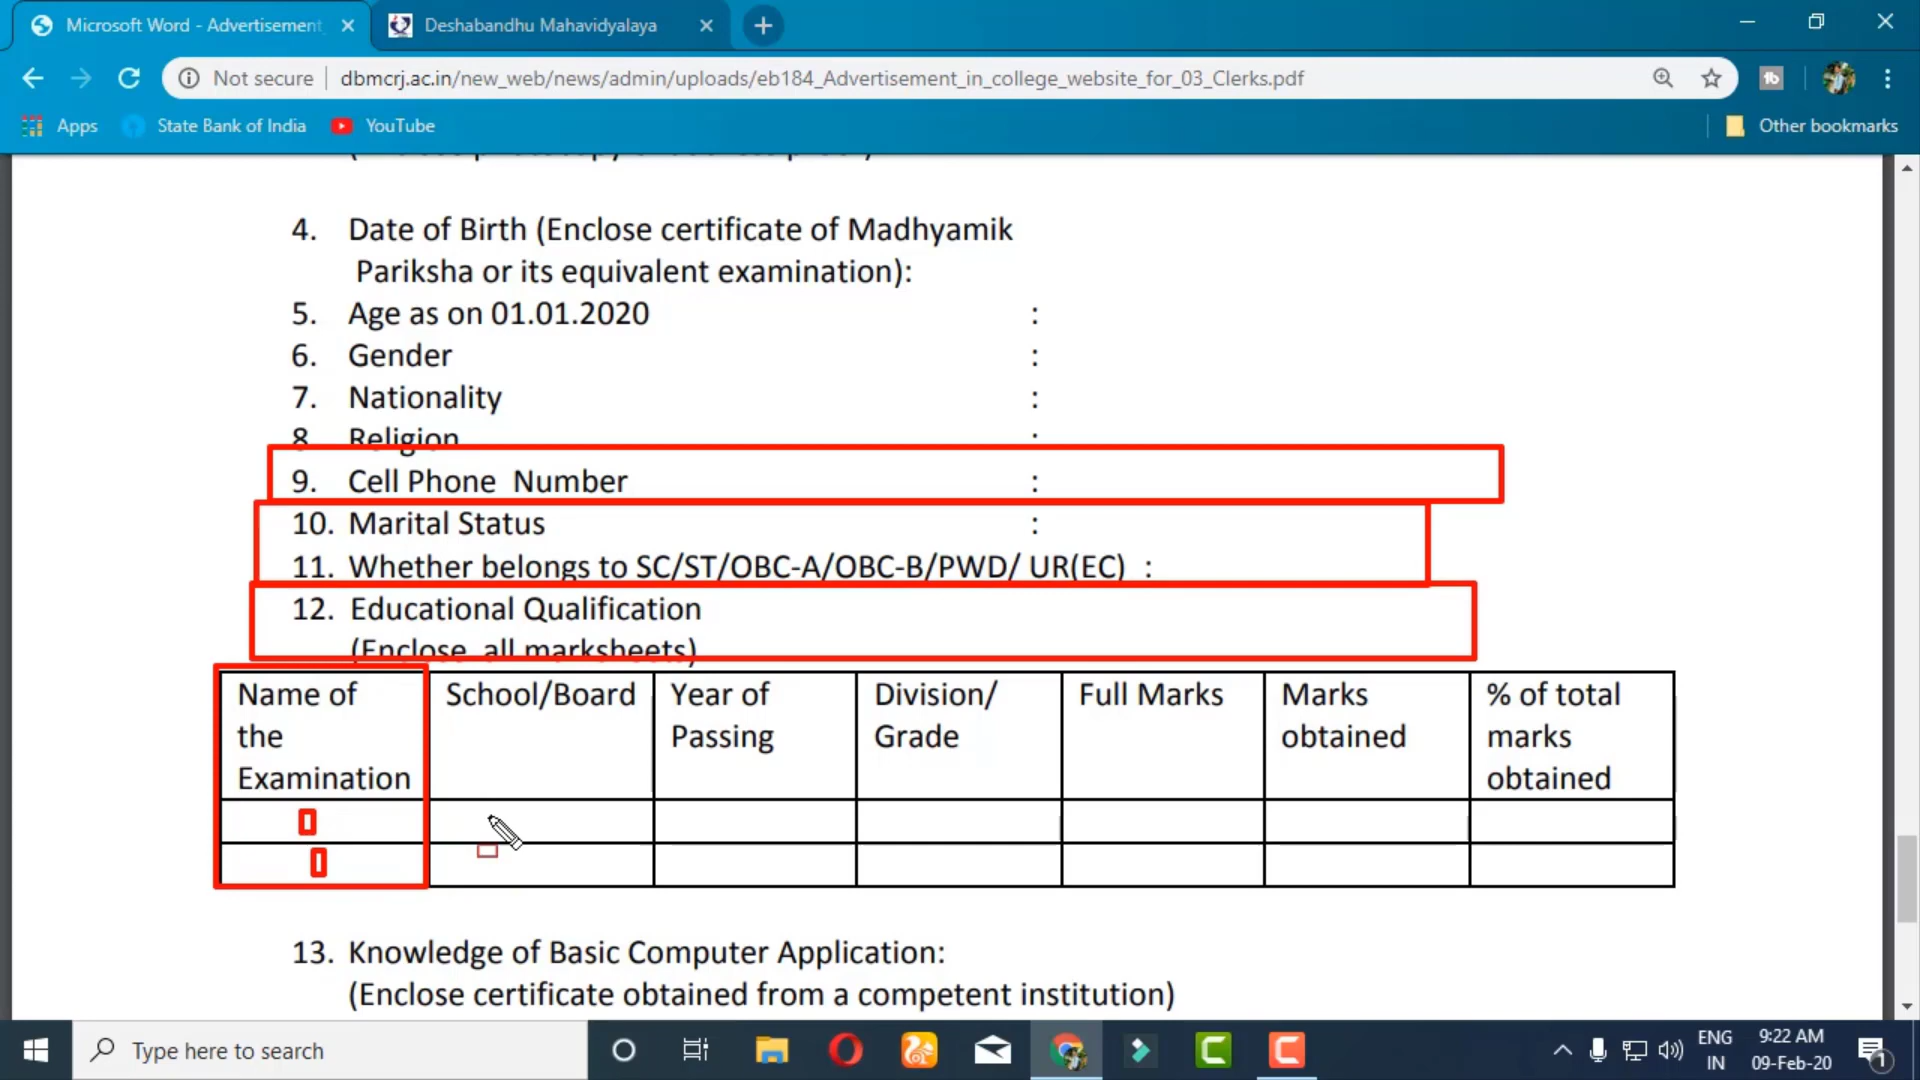 Microsoft Word - Advertisement
Deshabandhu Mahavidyalaya
Not secure
dbmcrj.ac.in/new_web/news/admin/uploads/eb184_Advertisement_in_college_website_for_03_Clerks.pdf
Apps
State Bank of India
YouTube
Other bookmarks
4. Date of Birth (Enclose certificate of Madhyamik
Pariksha or its equivalent examination):
5. Age as on 01.01.2020 :
6. Gender :
7. Nationality :
8. Religion :
9. Cell Phone Number :
10. Marital Status :
11. Whether belongs to SC/ST/OBC-A/OBC-B/PWD/ UR(EC) :
12. Educational Qualification
(Enclose all marksheets)
Name of the Examination
School/Board
Year of Passing
Division/ Grade
Full Marks
Marks obtained
% of total marks obtained
13. Knowledge of Basic Computer Application:
(Enclose certificate obtained from a competent institution)
Type here to search
ENG
IN
9:22 AM
09-Feb-20
1